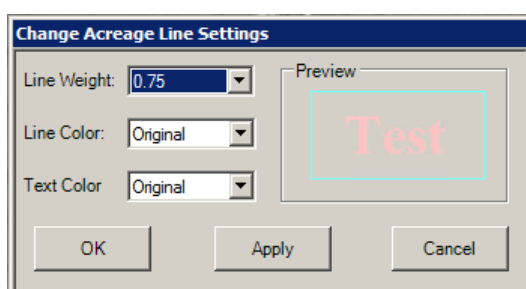 Change Acreage Line Settings
Line Weight: 0.75
Preview
Test
Line Color: Original
Text Color Original
OK Apply Cancel